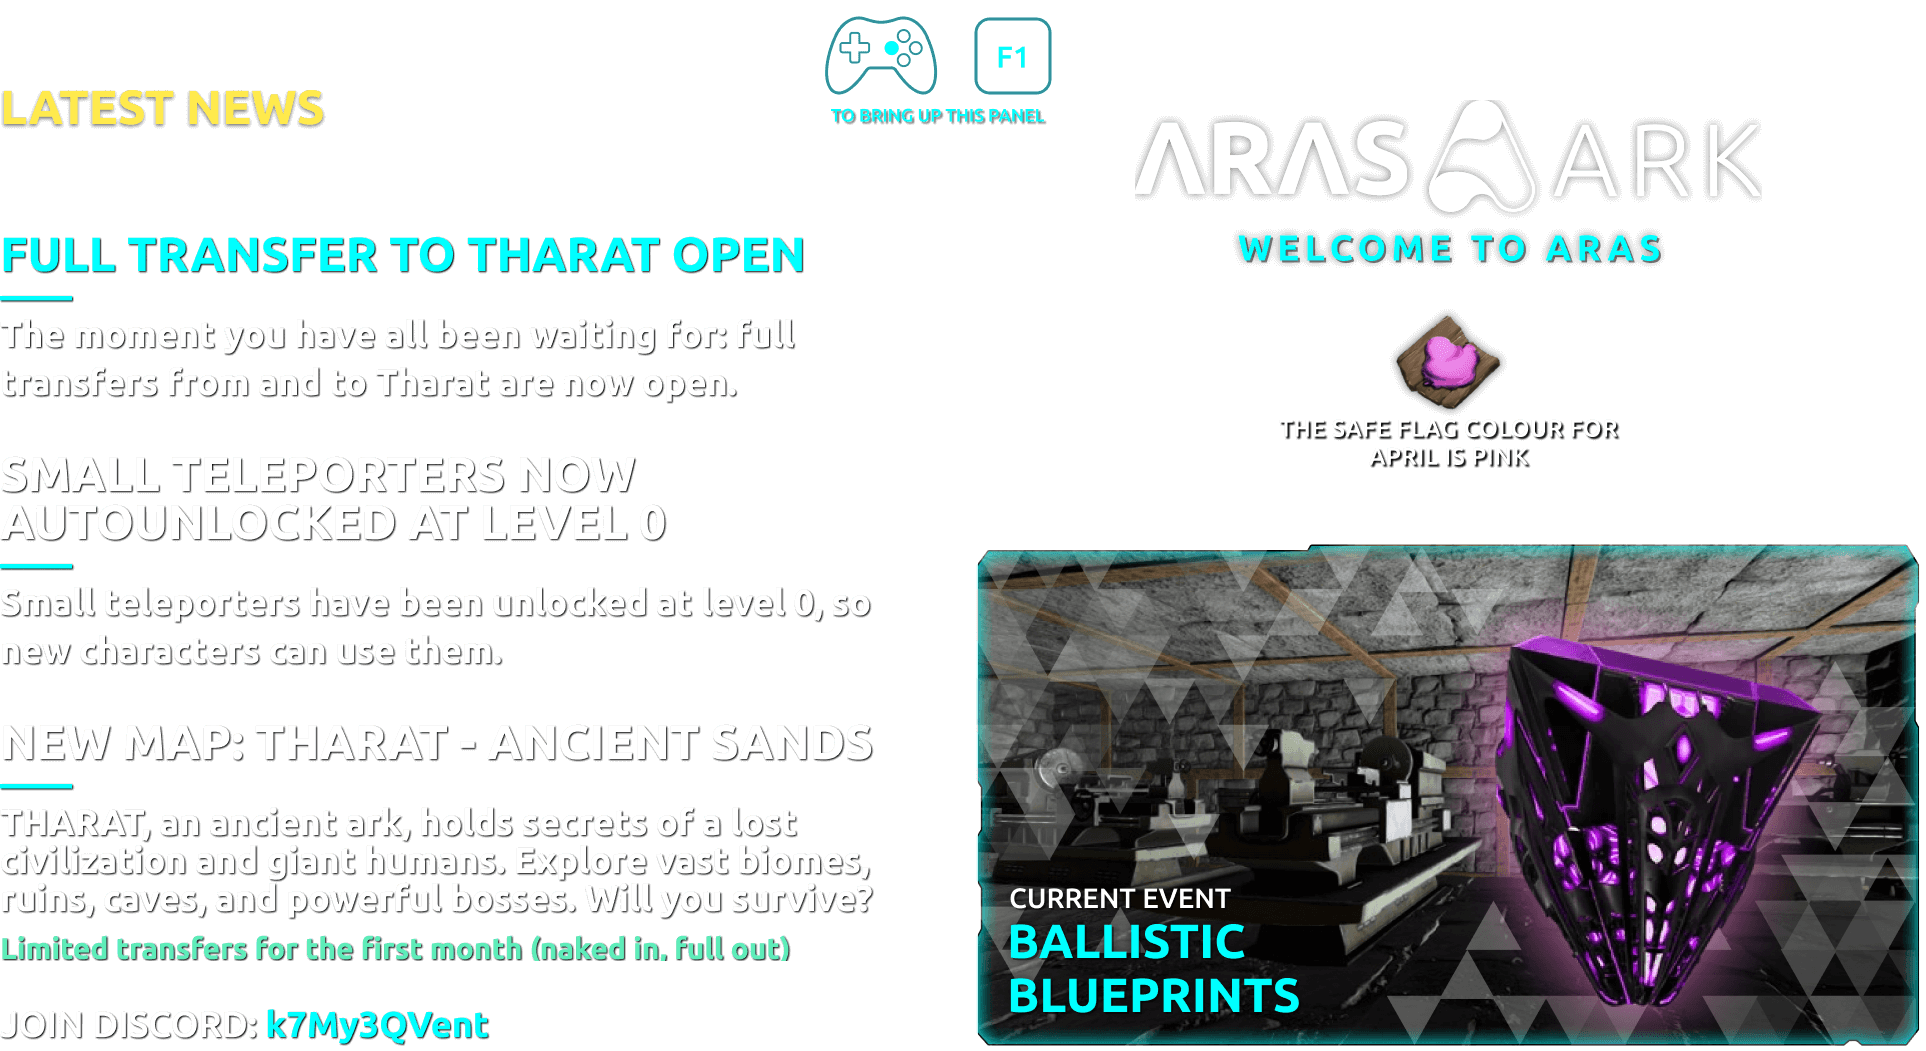 F1
TO BRING UP THIS PANEL
LATEST NEWS
FULL TRANSFER TO THARAT OPEN
The moment you have all been waiting for: full
transfers from and to Tharat are now open.
SMALL TELEPORTERS NOW
AUTOUNLOCKED AT LEVEL 0
Small teleporters have been unlocked at level 0, so
new characters can use them.
NEW MAP: THARAT - ANCIENT SANDS
THARAT, an ancient ark, holds secrets of a lost
civilization and giant humans. Explore vast biomes,
ruins, caves, and powerful bosses. Will you survive?
Limited transfers for the first month (naked in, full out)
JOIN DISCORD: k7My3QVent
ARAS ARK
WELCOME TO ARAS
THE SAFE FLAG COLOUR FOR
APRIL IS PINK
CURRENT EVENT
BALLISTIC
BLUEPRINTS